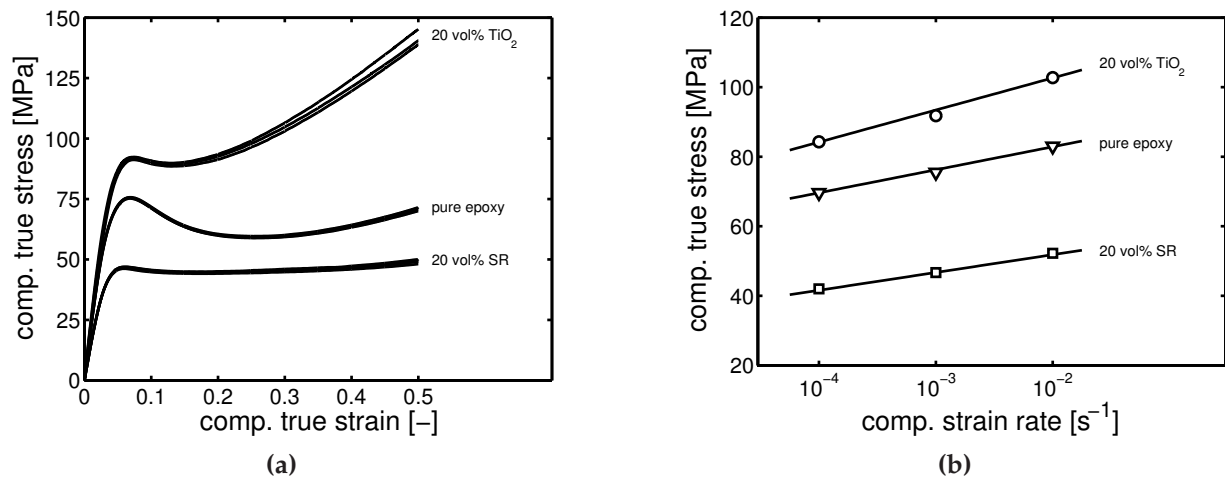 150
125
100
75
50
25
0
comp. true stress [MPa]
20 vol% TiO2
pure epoxy
20 vol% SR
0 0.1 0.2 0.3 0.4 0.5
comp. true strain [−]
(a)
120
100
80
60
40
20
comp. true stress [MPa]
20 vol% TiO2
pure epoxy
20 vol% SR
10−4 10−3 10−2
comp. strain rate [s−1]
(b)